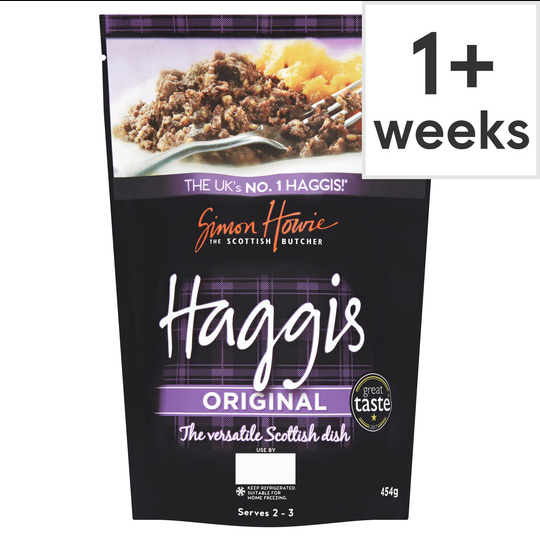 1+
weeks
THE UK's NO. 1 HAGGIS!*
Simon Howie
THE SCOTTISH BUTCHER
Haggis
ORIGINAL
great
taste
The versatile Scottish dish
USE BY
KEEP REFRIGERATED.
SUITABLE FOR
HOME FREEZING.
454g
Serves 2 - 3